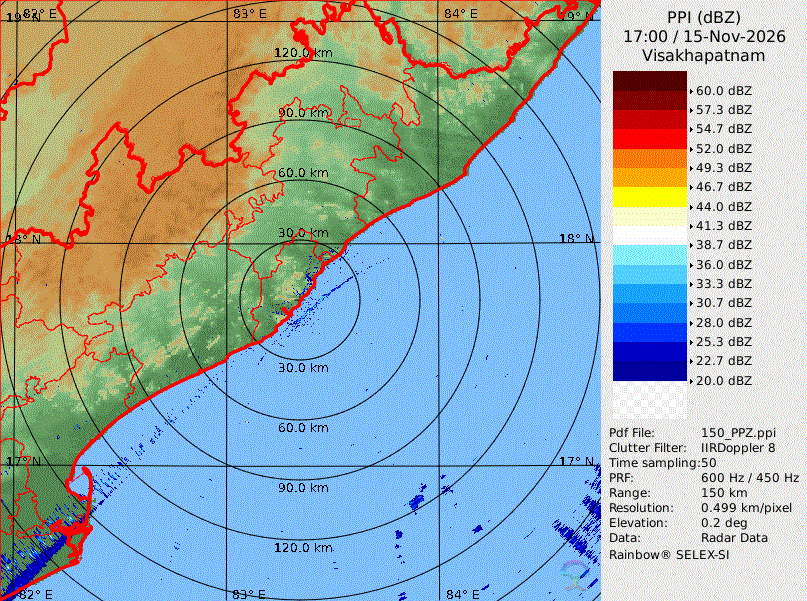 82° E
83° E
84° E
19° N
19° N
120.0 km
90.0 km
60.0 km
30.0 km
18° N
18° N
30.0 km
60.0 km
17° N
17° N
90.0 km
120.0 km
82° E
83° E
84° E
PPI (dBZ)
17:00 / 15-Nov-2026
Visakhapatnam
60.0 dBZ
57.3 dBZ
54.7 dBZ
52.0 dBZ
49.3 dBZ
46.7 dBZ
44.0 dBZ
41.3 dBZ
38.7 dBZ
36.0 dBZ
33.3 dBZ
30.7 dBZ
28.0 dBZ
25.3 dBZ
22.7 dBZ
20.0 dBZ
Pdf File: 150_PPZ.ppi
Clutter Filter: IIRDoppler 8
Time sampling:50
PRF: 600 Hz / 450 Hz
Range: 150 km
Resolution: 0.499 km/pixel
Elevation: 0.2 deg
Data: Radar Data
Rainbow® SELEX-SI